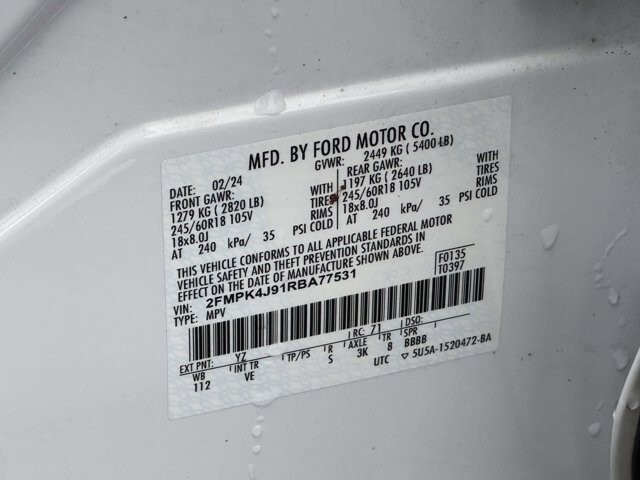 MFD. BY FORD MOTOR CO.
DATE: 02/24 GVWR: 2449 KG ( 5400 LB)
FRONT GAWR: REAR GAWR:
1279 KG ( 2820 LB) WITH 1197 KG ( 2640 LB) WITH
245/60R18 105V TIRES 245/60R18 105V TIRES
18x8.0J RIMS 18x8.0J RIMS
AT 240 kPa/ 35 PSI COLD AT 240 kPa/ 35 PSI COLD
THIS VEHICLE CONFORMS TO ALL APPLICABLE FEDERAL MOTOR
VEHICLE SAFETY AND THEFT PREVENTION STANDARDS IN
EFFECT ON THE DATE OF MANUFACTURE SHOWN ABOVE.
VIN: 2FMPK4J91RBA77531 F0135
TYPE: MPV T0397
EXT PNT: YZ RC: 71 DSO:
WB INT TR TP/PS R AXLE TR SPR
112 VE S 3K 8 BBBB
UTC 5U5A-1520472-BA